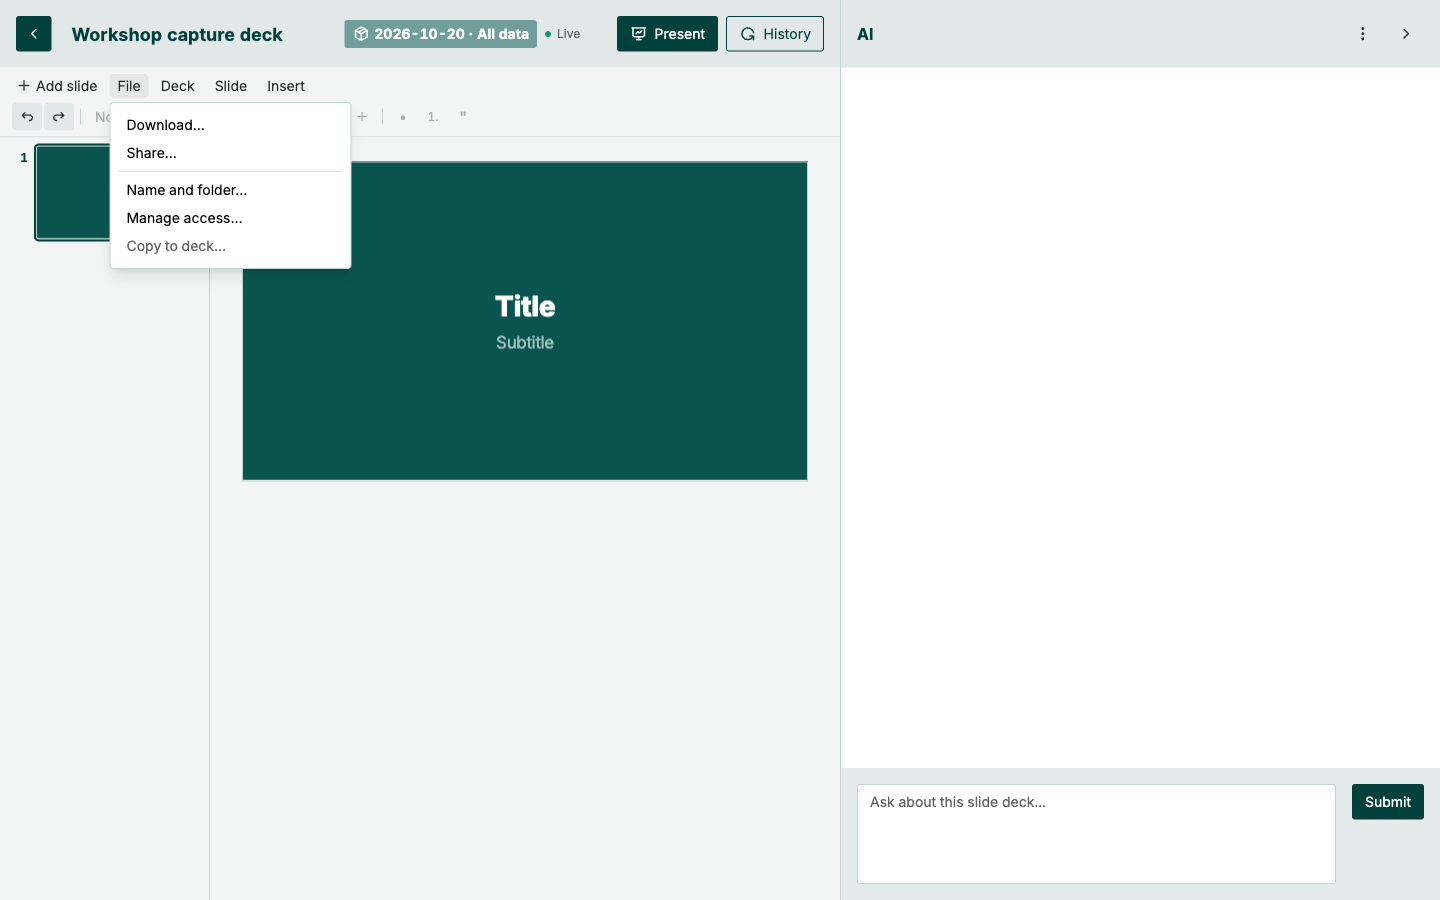 Workshop capture deck
2026-10-20 · All data
Live
Present
History
AI
Add slide
File
Deck
Slide
Insert
1.
"
Download...
Share...
Name and folder...
Manage access...
Copy to deck...
1
Title
Subtitle
Ask about this slide deck...
Submit